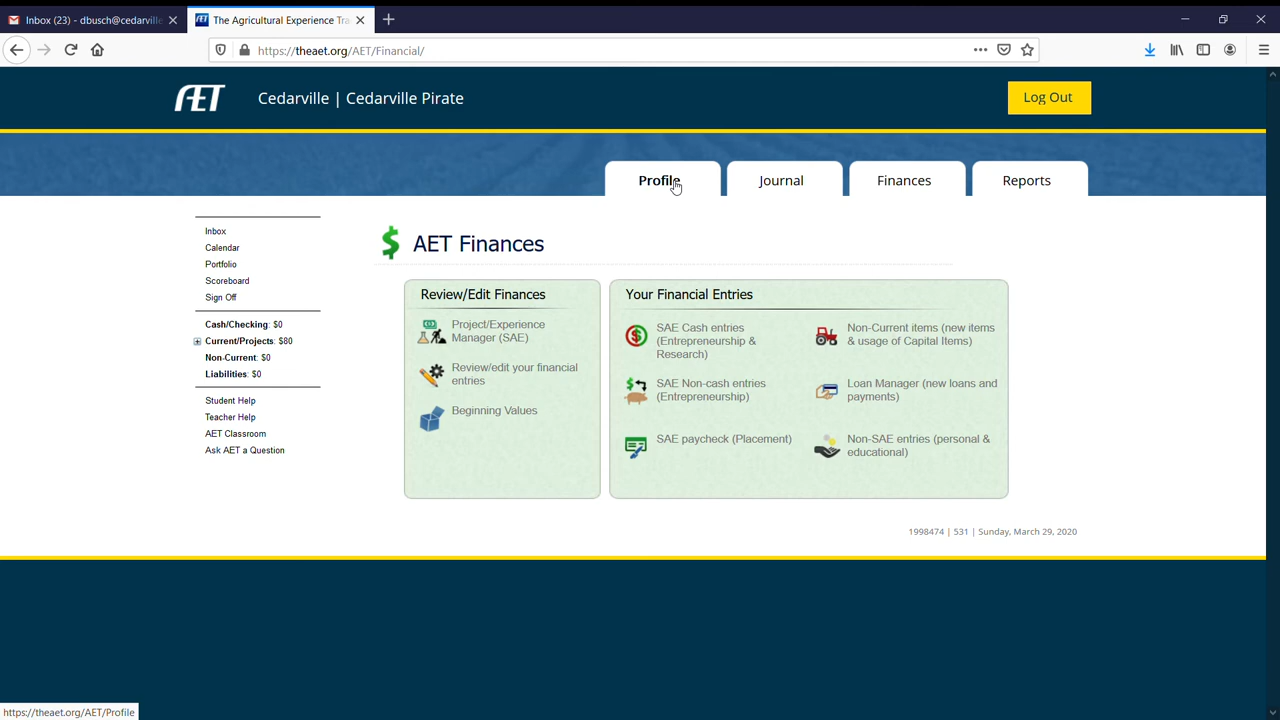 Inbox (23) - dbusch@cedarville
The Agricultural Experience Tra
https://theaet.org/AET/Financial/
AET
Cedarville | Cedarville Pirate
Log Out
Profile
Journal
Finances
Reports
Inbox
Calendar
Portfolio
Scoreboard
Sign Off
Cash/Checking: $0
Current/Projects: $80
Non-Current: $0
Liabilities: $0
Student Help
Teacher Help
AET Classroom
Ask AET a Question
$ AET Finances
Review/Edit Finances
Project/Experience
Manager (SAE)
Review/edit your financial
entries
Beginning Values
Your Financial Entries
SAE Cash entries
(Entrepreneurship &
Research)
SAE Non-cash entries
(Entrepreneurship)
SAE paycheck (Placement)
Non-Current items (new items
& usage of Capital Items)
Loan Manager (new loans and
payments)
Non-SAE entries (personal &
educational)
1998474 | 531 | Sunday, March 29, 2020
https://theaet.org/AET/Profile